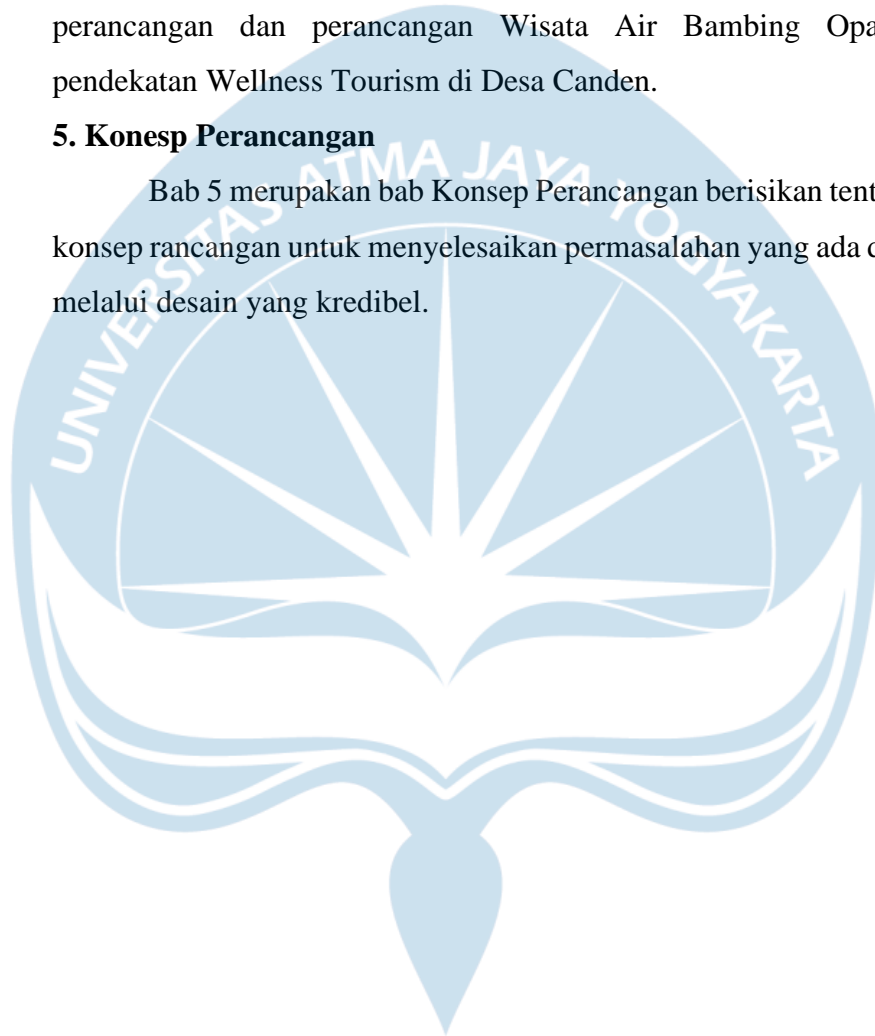 perancangan dan perancangan Wisata Air Bambing Opa
pendekatan Wellness Tourism di Desa Canden.
5. Konesp Perancangan
Bab 5 merupakan bab Konsep Perancangan berisikan tent
konsep rancangan untuk menyelesaikan permasalahan yang ada d
melalui desain yang kredibel.
UNIVERSITAS ATMA JAYA YOGYAKARTA